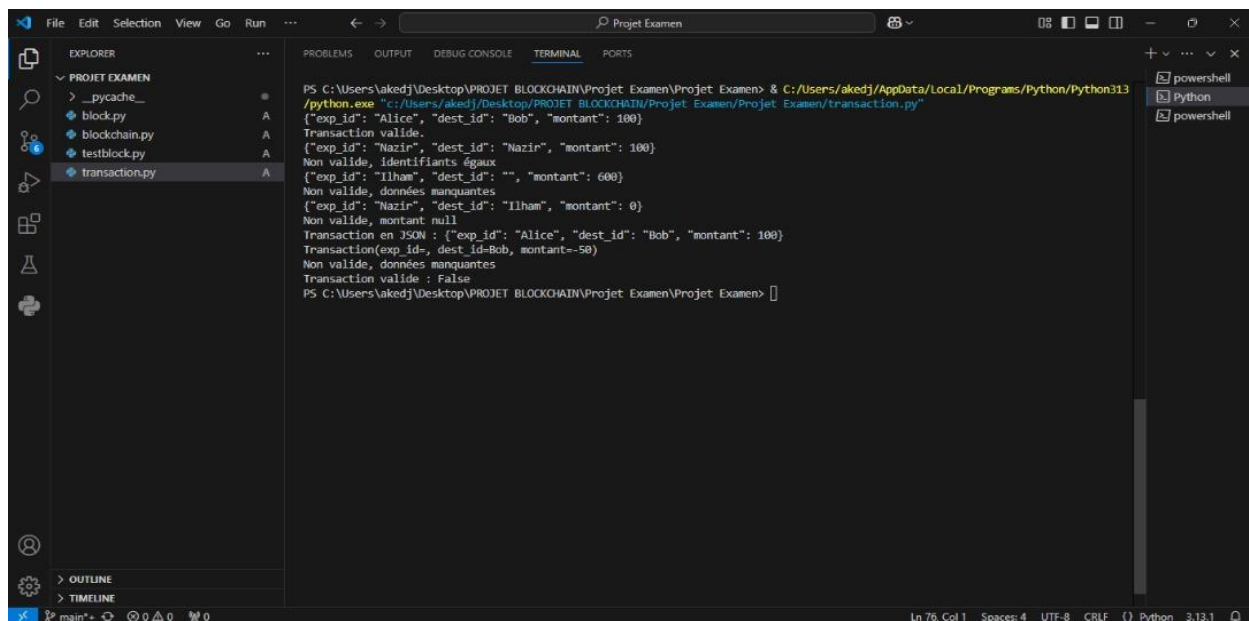 File Edit Selection View Go Run ··· ← → Projet Examen
EXPLORER ···
PROJET EXAMEN
> __pycache__
block.py A
blockchain.py A
testblock.py A
transaction.py A
6
> OUTLINE
> TIMELINE
PROBLEMS OUTPUT DEBUG CONSOLE TERMINAL PORTS
PS C:\Users\akedj\Desktop\PROJET BLOCKCHAIN\Projet Examen\Projet Examen> & C:/Users/akedj/AppData/Local/Programs/Python/Python313
/python.exe "c:/Users/akedj/Desktop/PROJET BLOCKCHAIN/Projet Examen/Projet Examen/transaction.py"
{"exp_id": "Alice", "dest_id": "Bob", "montant": 100}
Transaction valide.
{"exp_id": "Nazir", "dest_id": "Nazir", "montant": 100}
Non valide, identifiants égaux
{"exp_id": "Ilham", "dest_id": "", "montant": 600}
Non valide, données manquantes
{"exp_id": "Nazir", "dest_id": "Ilham", "montant": 0}
Non valide, montant null
Transaction en JSON : {"exp_id": "Alice", "dest_id": "Bob", "montant": 100}
Transaction(exp_id=, dest_id=Bob, montant=-50)
Non valide, données manquantes
Transaction valide : False
PS C:\Users\akedj\Desktop\PROJET BLOCKCHAIN\Projet Examen\Projet Examen>
powershell
Python
powershell
main*+ 0 0 0 Ln 76, Col 1 Spaces: 4 UTF-8 CRLF {} Python 3.13.1